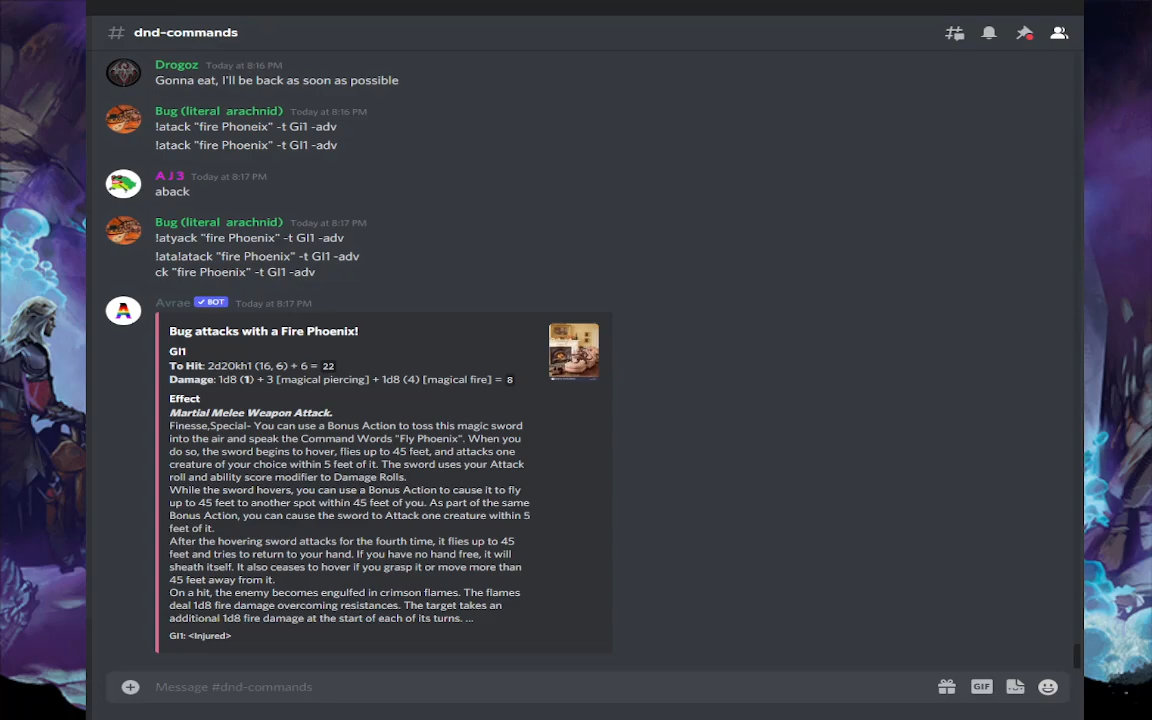 # dnd-commands
Drogoz Today at 8:16 PM
Gonna eat, I'll be back as soon as possible
Bug (literal arachnid) Today at 8:16 PM
!atack "fire Phoneix" -t Gi1 -adv
!atack "fire Phoenix" -t GI1 -adv
A J 3 Today at 8:17 PM
aback
Bug (literal arachnid) Today at 8:17 PM
!atyack "fire Phoenix" -t GI1 -adv
!ata!atack "fire Phoenix" -t GI1 -adv
ck "fire Phoenix" -t GI1 -adv
A
Avrae ✓ BOT Today at 8:17 PM
Bug attacks with a Fire Phoenix!
GI1
To Hit: 2d20kh1 (16, 6) + 6 = 22
Damage: 1d8 (1) + 3 [magical piercing] + 1d8 (4) [magical fire] = 8
Effect
Martial Melee Weapon Attack.
Finesse,Special- You can use a Bonus Action to toss this magic sword
into the air and speak the Command Words "Fly Phoenix". When you
do so, the sword begins to hover, flies up to 45 feet, and attacks one
creature of your choice within 5 feet of it. The sword uses your Attack
roll and ability score modifier to Damage Rolls.
While the sword hovers, you can use a Bonus Action to cause it to fly
up to 45 feet to another spot within 45 feet of you. As part of the same
Bonus Action, you can cause the sword to Attack one creature within 5
feet of it.
After the hovering sword attacks for the fourth time, it flies up to 45
feet and tries to return to your hand. If you have no hand free, it will
sheath itself. It also ceases to hover if you grasp it or move more than
45 feet away from it.
On a hit, the enemy becomes engulfed in crimson flames. The flames
deal 1d8 fire damage overcoming resistances. The target takes an
additional 1d8 fire damage at the start of each of its turns. ...
GI1: <Injured>
Message #dnd-commands
GIF